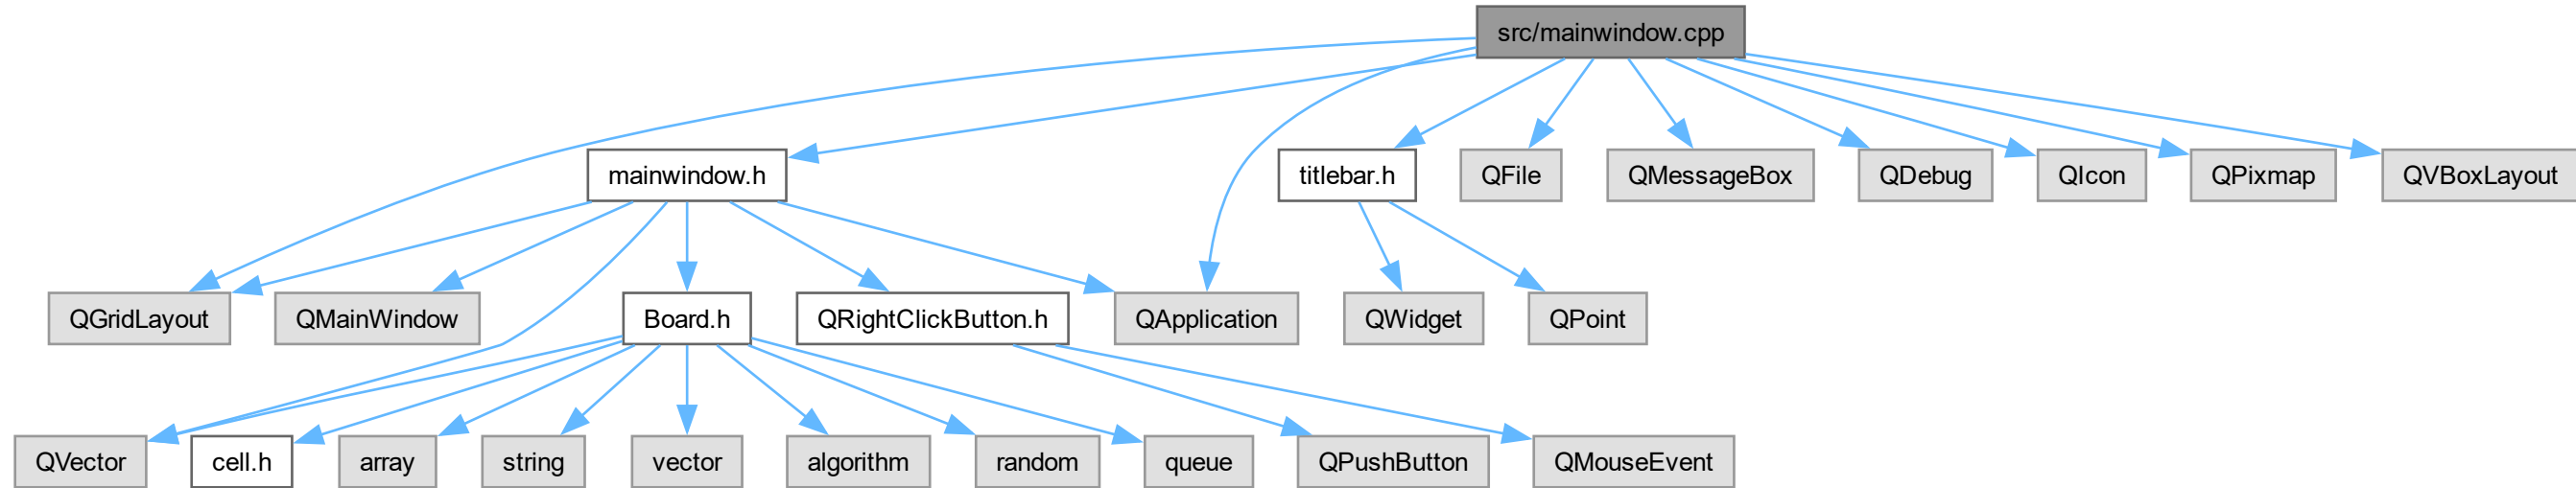 src/mainwindow.cpp
mainwindow.h
titlebar.h
QFile
QMessageBox
QDebug
QIcon
QPixmap
QVBoxLayout
QGridLayout
QMainWindow
Board.h
QRightClickButton.h
QApplication
QWidget
QPoint
QVector
cell.h
array
string
vector
algorithm
random
queue
QPushButton
QMouseEvent